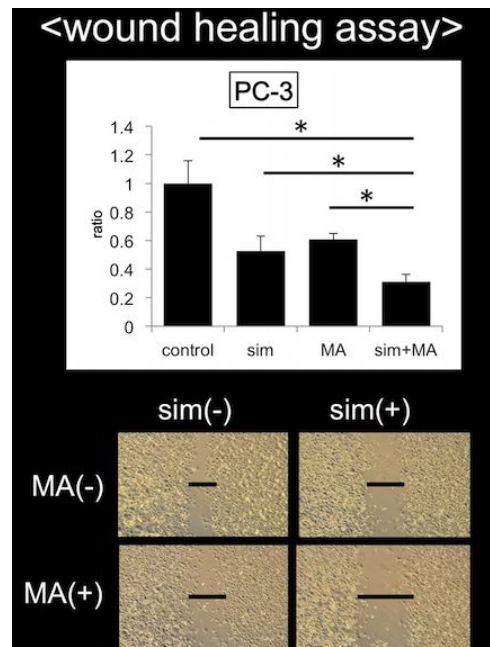 <wound healing assay>
PC-3
*
*
*
1.4
1.2
1
0.8
0.6
0.4
0.2
0
ratio
control sim MA sim+MA
sim(-) sim(+)
MA(-)
MA(+)